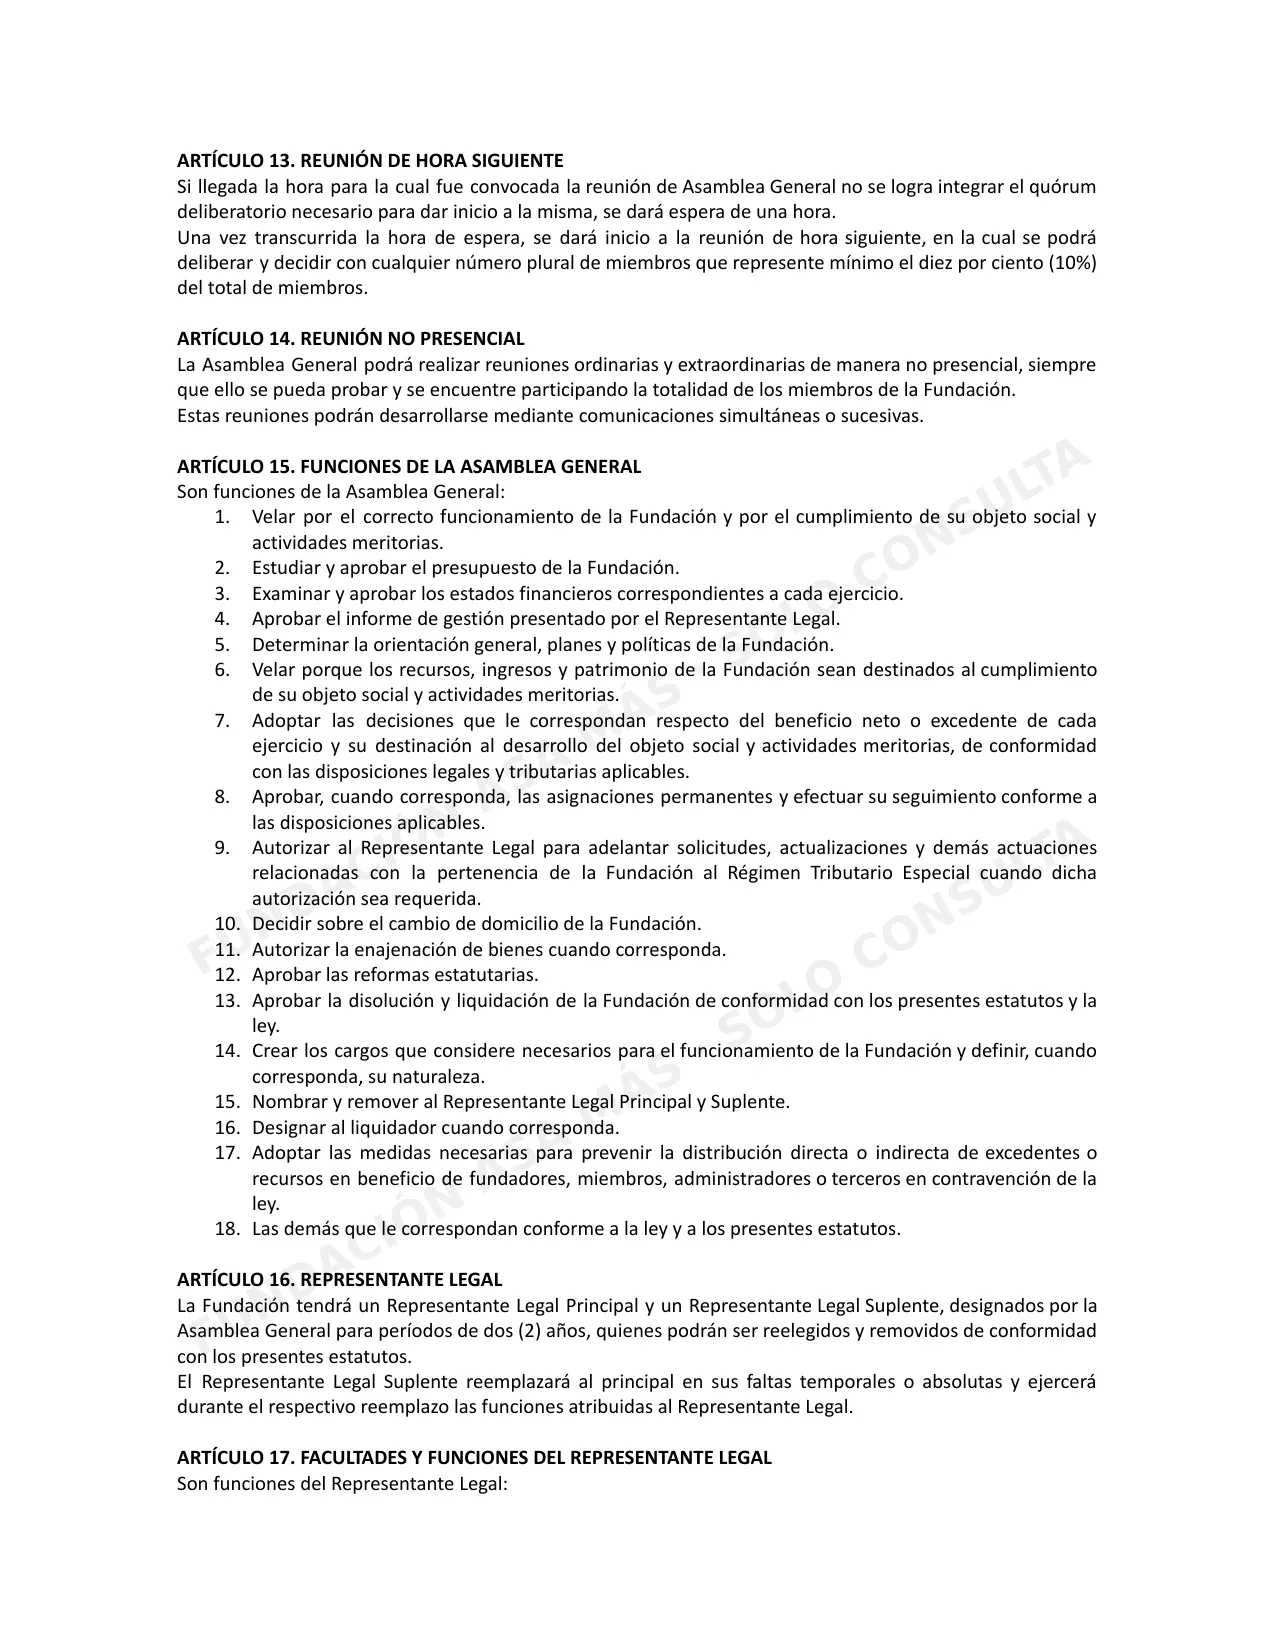 ARTÍCULO 13. REUNIÓN DE HORA SIGUIENTE
Si llegada la hora para la cual fue convocada la reunión de Asamblea General no se logra integrar el quórum
deliberatorio necesario para dar inicio a la misma, se dará espera de una hora.
Una vez transcurrida la hora de espera, se dará inicio a la reunión de hora siguiente, en la cual se podrá
deliberar y decidir con cualquier número plural de miembros que represente mínimo el diez por ciento (10%)
del total de miembros.
ARTÍCULO 14. REUNIÓN NO PRESENCIAL
La Asamblea General podrá realizar reuniones ordinarias y extraordinarias de manera no presencial, siempre
que ello se pueda probar y se encuentre participando la totalidad de los miembros de la Fundación.
Estas reuniones podrán desarrollarse mediante comunicaciones simultáneas o sucesivas.
ARTÍCULO 15. FUNCIONES DE LA ASAMBLEA GENERAL
Son funciones de la Asamblea General:
1. Velar por el correcto funcionamiento de la Fundación y por el cumplimiento de su objeto social y
actividades meritorias.
2. Estudiar y aprobar el presupuesto de la Fundación.
3. Examinar y aprobar los estados financieros correspondientes a cada ejercicio.
4. Aprobar el informe de gestión presentado por el Representante Legal.
5. Determinar la orientación general, planes y políticas de la Fundación.
6. Velar porque los recursos, ingresos y patrimonio de la Fundación sean destinados al cumplimiento
de su objeto social y actividades meritorias.
7. Adoptar las decisiones que le correspondan respecto del beneficio neto o excedente de cada
ejercicio y su destinación al desarrollo del objeto social y actividades meritorias, de conformidad
con las disposiciones legales y tributarias aplicables.
8. Aprobar, cuando corresponda, las asignaciones permanentes y efectuar su seguimiento conforme a
las disposiciones aplicables.
9. Autorizar al Representante Legal para adelantar solicitudes, actualizaciones y demás actuaciones
relacionadas con la pertenencia de la Fundación al Régimen Tributario Especial cuando dicha
autorización sea requerida.
10. Decidir sobre el cambio de domicilio de la Fundación.
11. Autorizar la enajenación de bienes cuando corresponda.
12. Aprobar las reformas estatutarias.
13. Aprobar la disolución y liquidación de la Fundación de conformidad con los presentes estatutos y la
ley.
14. Crear los cargos que considere necesarios para el funcionamiento de la Fundación y definir, cuando
corresponda, su naturaleza.
15. Nombrar y remover al Representante Legal Principal y Suplente.
16. Designar al liquidador cuando corresponda.
17. Adoptar las medidas necesarias para prevenir la distribución directa o indirecta de excedentes o
recursos en beneficio de fundadores, miembros, administradores o terceros en contravención de la
ley.
18. Las demás que le correspondan conforme a la ley y a los presentes estatutos.
ARTÍCULO 16. REPRESENTANTE LEGAL
La Fundación tendrá un Representante Legal Principal y un Representante Legal Suplente, designados por la
Asamblea General para períodos de dos (2) años, quienes podrán ser reelegidos y removidos de conformidad
con los presentes estatutos.
El Representante Legal Suplente reemplazará al principal en sus faltas temporales o absolutas y ejercerá
durante el respectivo reemplazo las funciones atribuidas al Representante Legal.
ARTÍCULO 17. FACULTADES Y FUNCIONES DEL REPRESENTANTE LEGAL
Son funciones del Representante Legal:
FUNDACIÓN ASA MÁS - SOLO CONSULTA
FUNDACIÓN ASA MÁS - SOLO CONSULTA